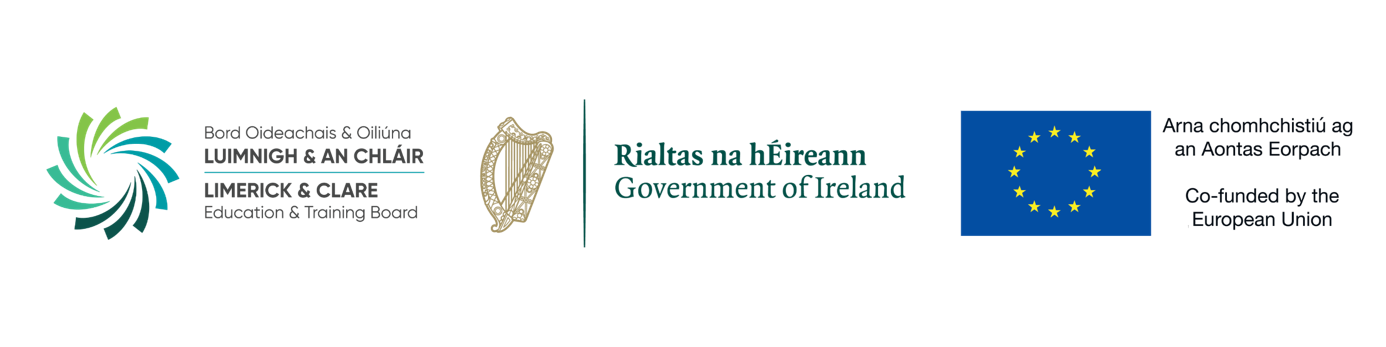 Bord Oideachais & Oiliúna
LUIMNIGH & AN CHLÁIR
LIMERICK & CLARE
Education & Training Board
Rialtas na hÉireann
Government of Ireland
Arna chomhchistiú ag
an Aontas Eorpach
Co-funded by the
European Union